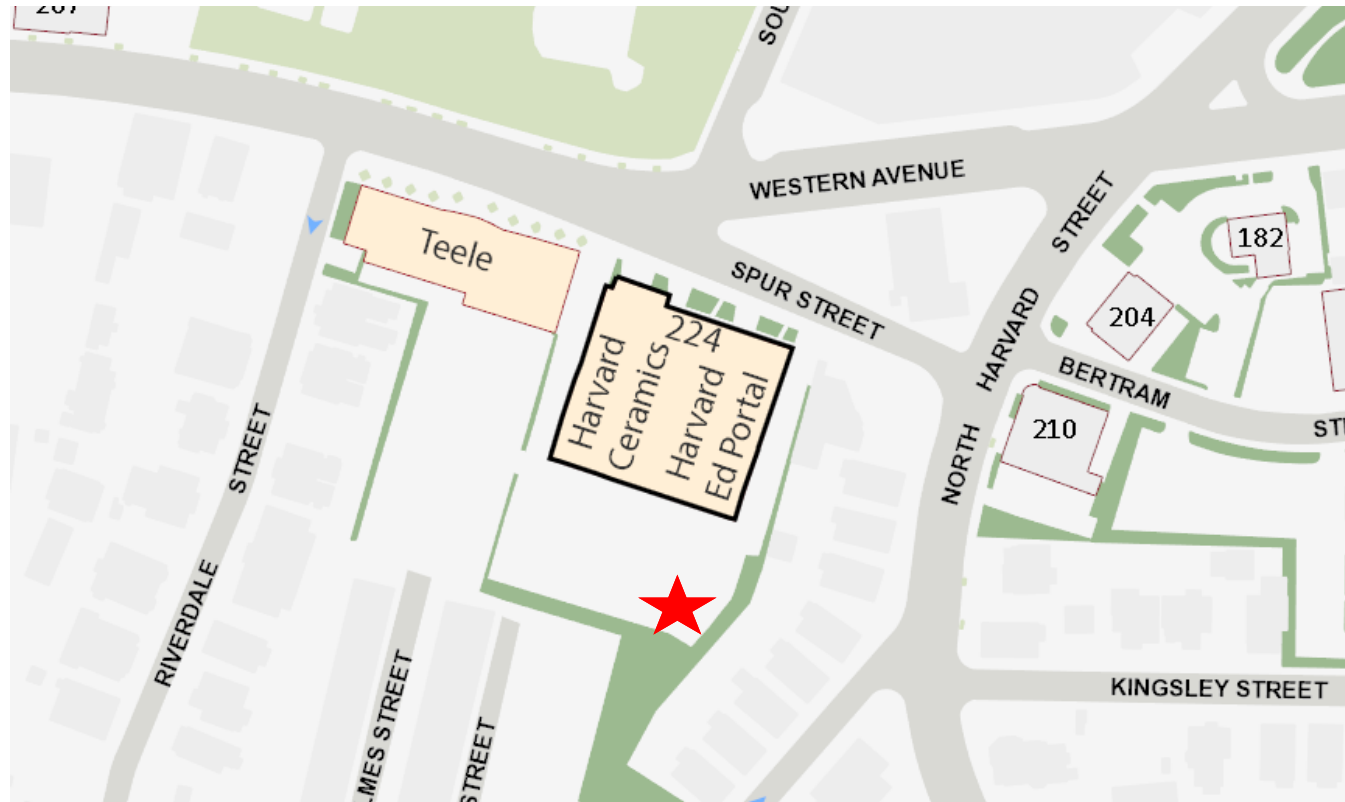 WESTERN AVENUE
Teele
SPUR STREET
STREET
182
204
224
Harvard
Ceramics
Harvard
Ed Portal
NORTH HARVARD
BERTRAM
210
RIVERDALE STREET
KINGSLEY STREET
STREET